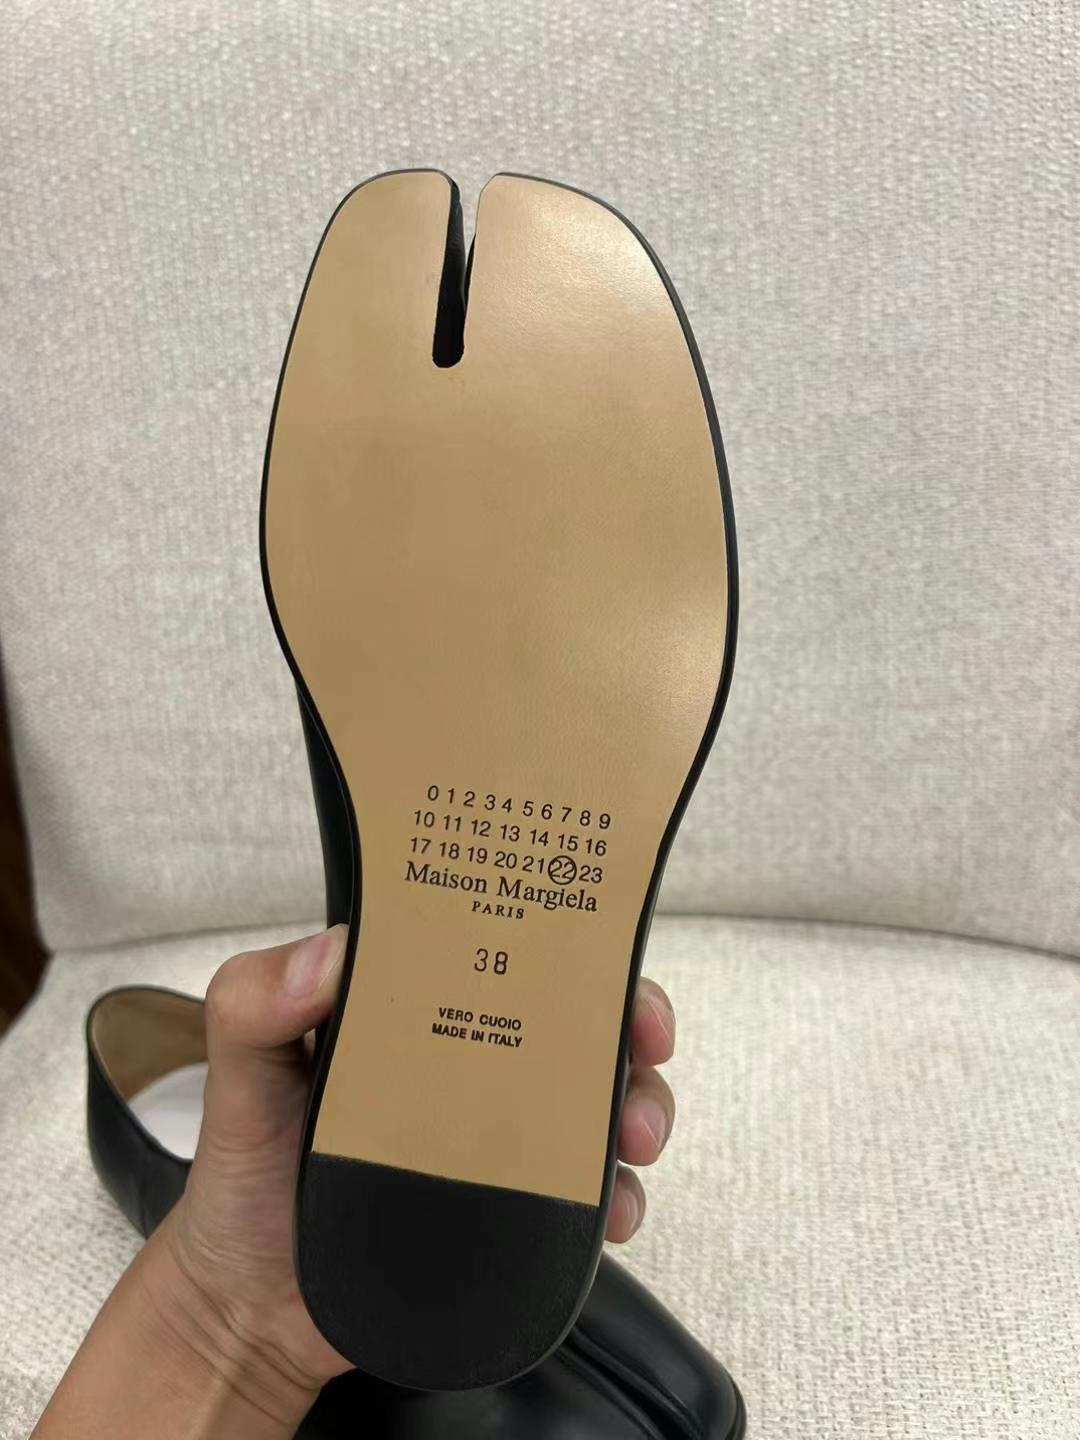 0 1 2 3 4 5 6 7 8 9
10 11 12 13 14 15 16
17 18 19 20 21 22 23
Maison Margiela
PARIS
38
VERO CUOIO
MADE IN ITALY